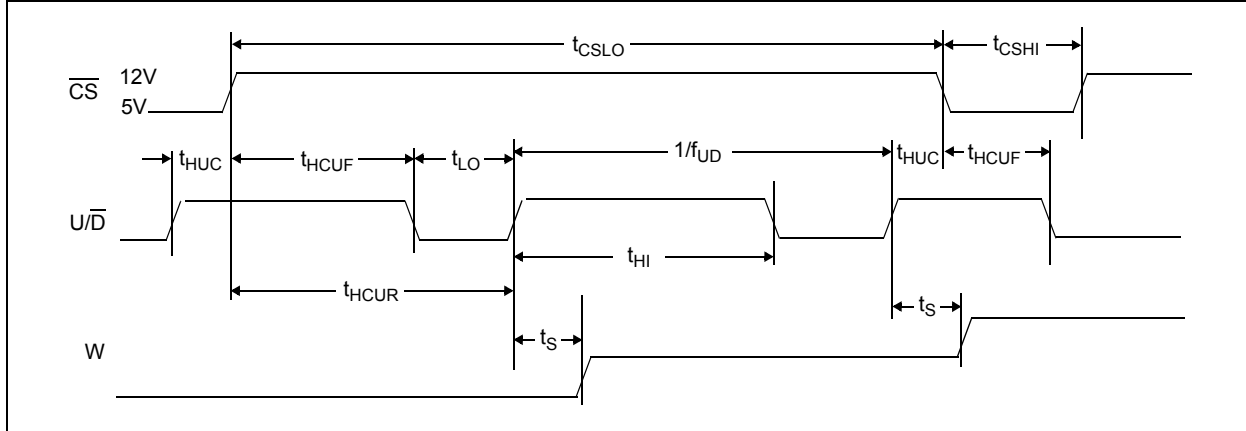 tCSLO
tCSHI
CS
12V
5V
tHUC
tHCUF
tLO
1/fUD
tHUC
tHCUF
U/D
tHI
tHCUR
tS
tS
W